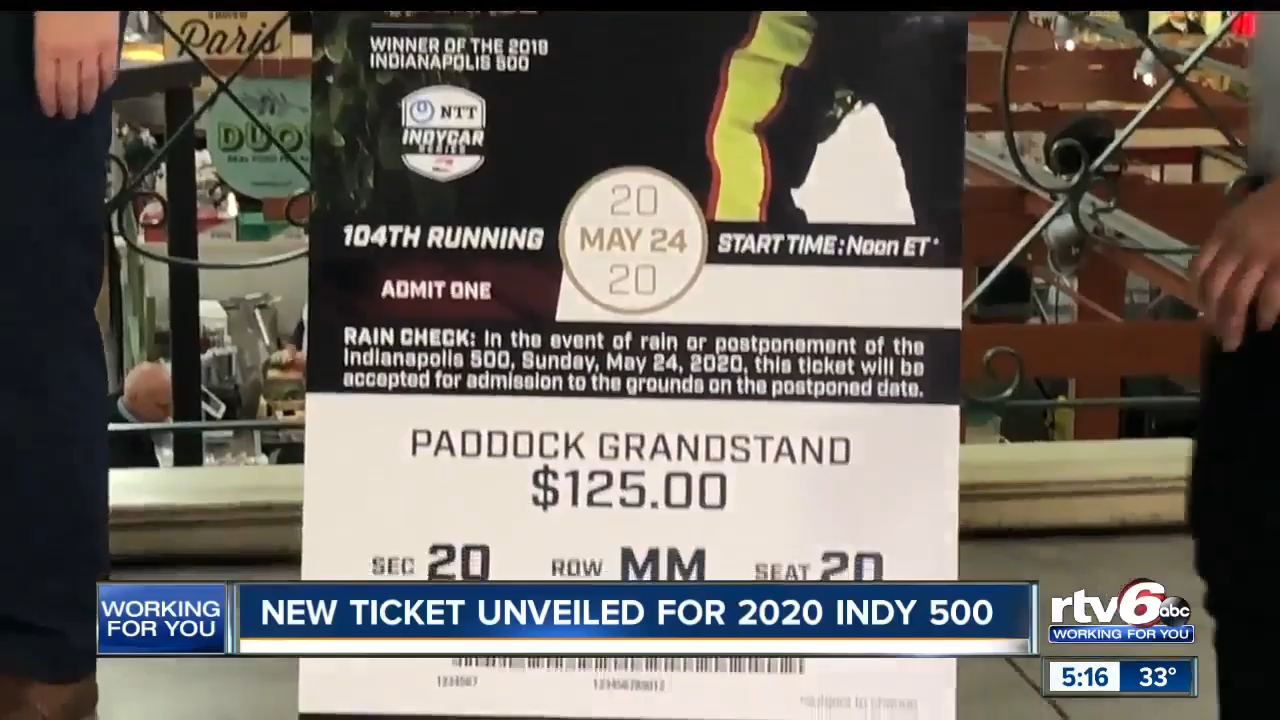 Paris
DUO
WINNER OF THE 2019
INDIANAPOLIS 500
NTT
INDYCAR
SERIES
104TH RUNNING
20
MAY 24
20
START TIME: Noon ET*
ADMIT ONE
RAIN CHECK: In the event of rain or postponement of the
Indianapolis 500, Sunday, May 24, 2020, this ticket will be
accepted for admission to the grounds on the postponed date.
PADDOCK GRANDSTAND
$125.00
SEC 20 ROW MM SEAT 20
WORKING
FOR YOU
NEW TICKET UNVEILED FOR 2020 INDY 500
rtv6 abc
WORKING FOR YOU
5:16 33°
1234567
*subject to change